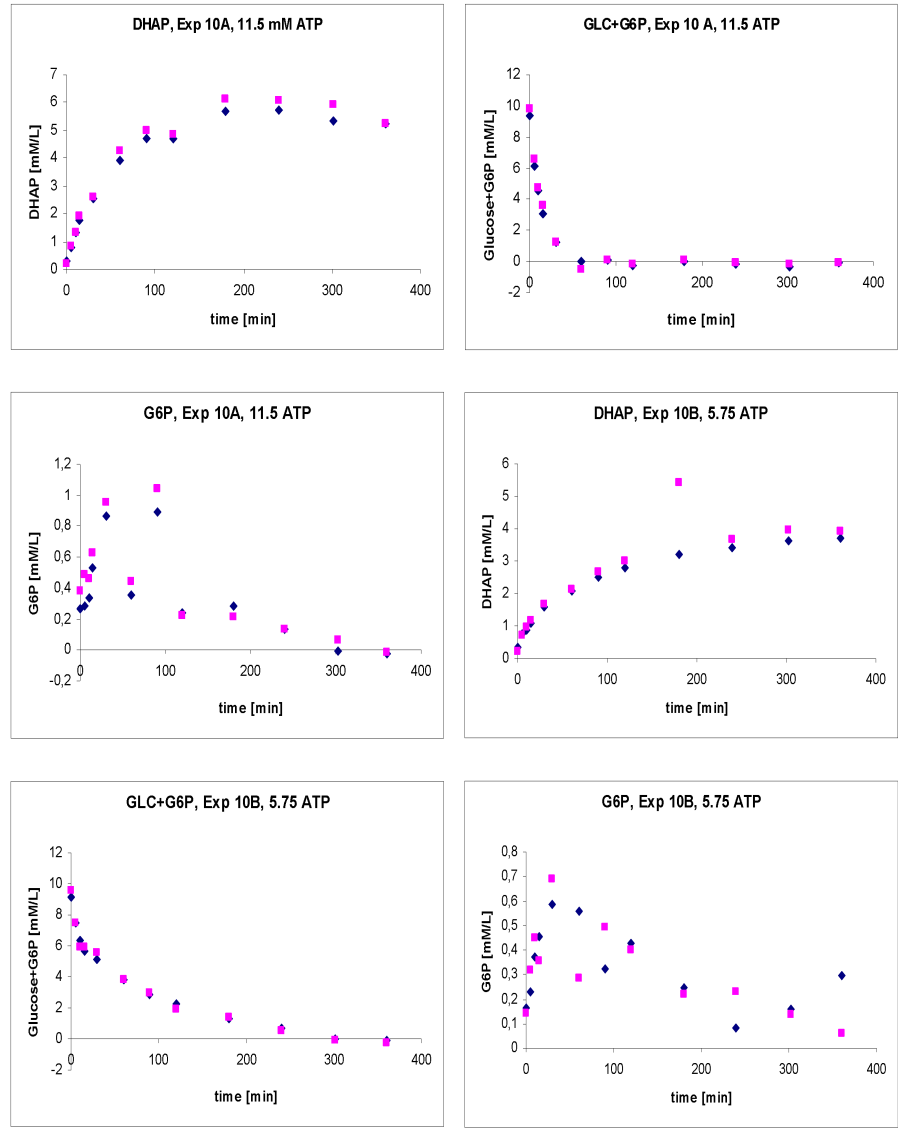 DHAP, Exp 10A, 11.5 mM ATP
7
6
5
4
3
2
1
0
DHAP [mM/L]
0 100 200 300 400
time [min]
GLC+G6P, Exp 10 A, 11.5 ATP
12
10
8
6
4
2
0
-2
Glucose+G6P [mM/L]
0 100 200 300 400
time [min]
G6P, Exp 10A, 11.5 ATP
1,2
1
0,8
0,6
0,4
0,2
0
-0,2
G6P [mM/L]
0 100 200 300 400
time [min]
DHAP, Exp 10B, 5.75 ATP
6
5
4
3
2
1
0
DHAP [mM/L]
0 100 200 300 400
time [min]
GLC+G6P, Exp 10B, 5.75 ATP
12
10
8
6
4
2
0
-2
Glucose+G6P [mM/L]
0 100 200 300 400
time [min]
G6P, Exp 10B, 5.75 ATP
0,8
0,7
0,6
0,5
0,4
0,3
0,2
0,1
0
G6P [mM/L]
0 100 200 300 400
time [min]